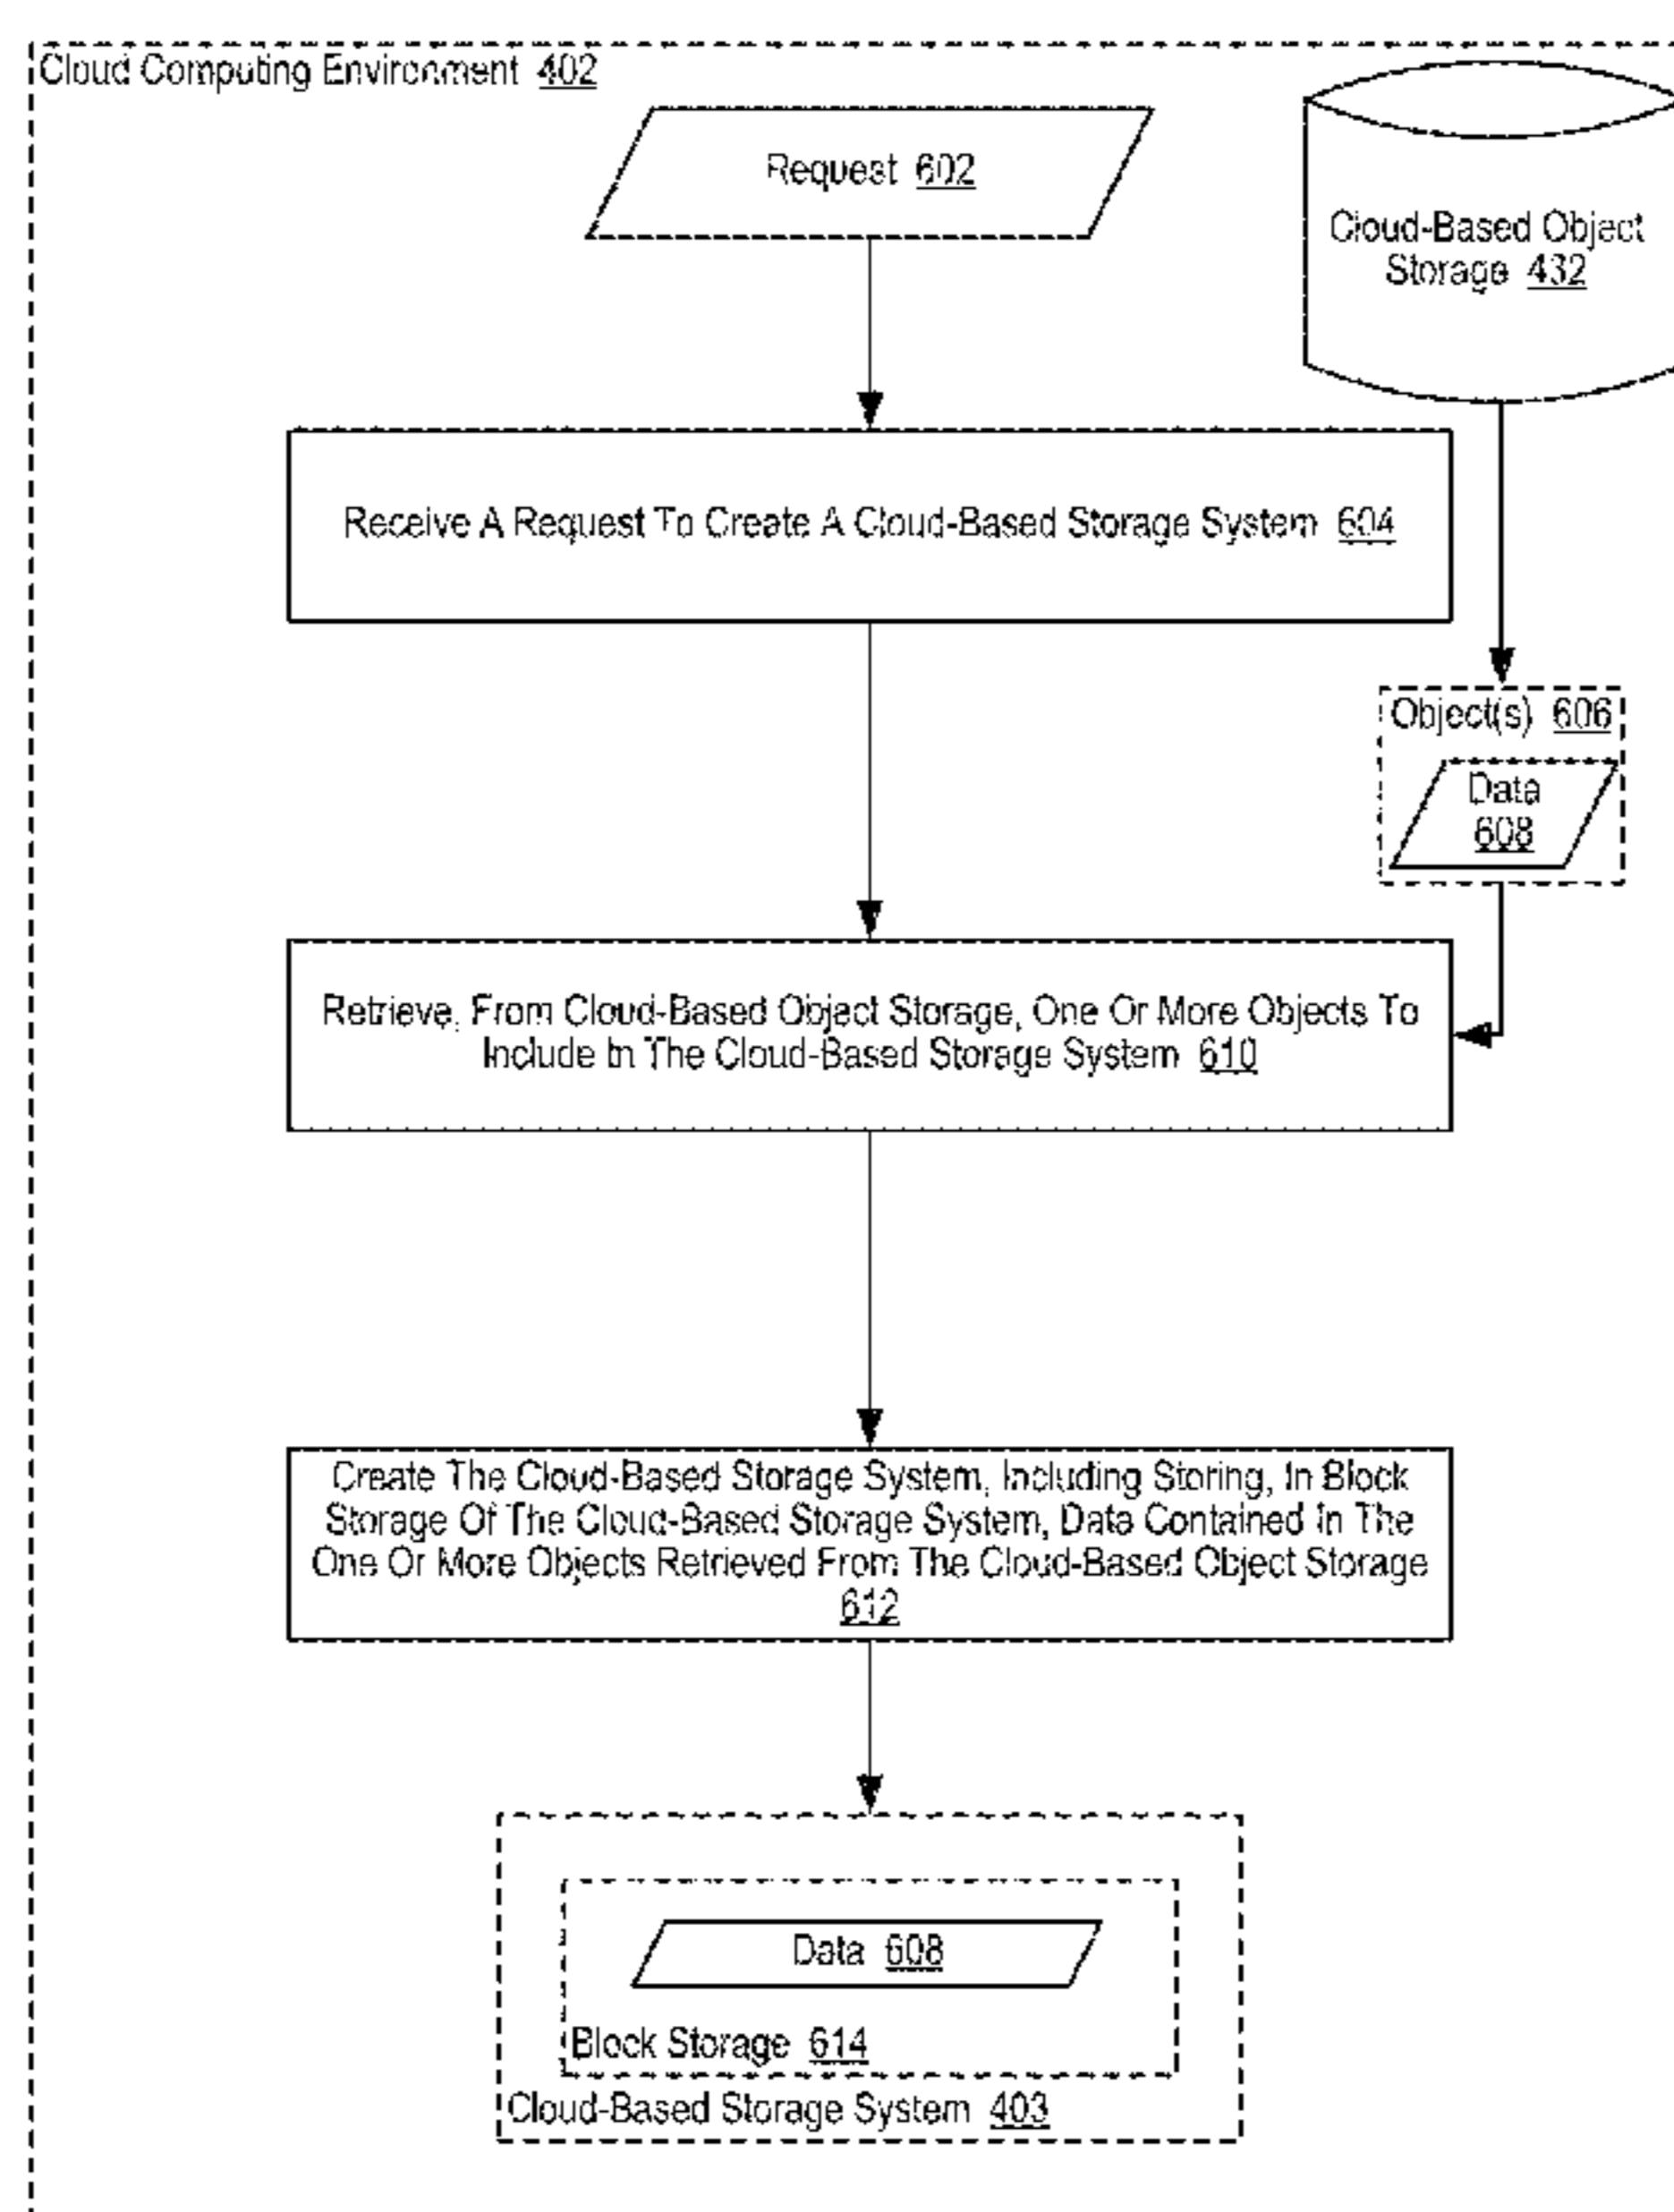 Cloud Computing Environment 402
Request 602
Cloud-Based Object
Storage 432
Receive A Request To Create A Cloud-Based Storage System 604
Object(s) 606
Data
608
Retrieve, From Cloud-Based Object Storage, One Or More Objects To
Include In The Cloud-Based Storage System 610
Create The Cloud-Based Storage System, Including Storing, In Block
Storage Of The Cloud-Based Storage System, Data Contained In The
One Or More Objects Retrieved From The Cloud-Based Object Storage
612
Data 608
Block Storage 614
Cloud-Based Storage System 403